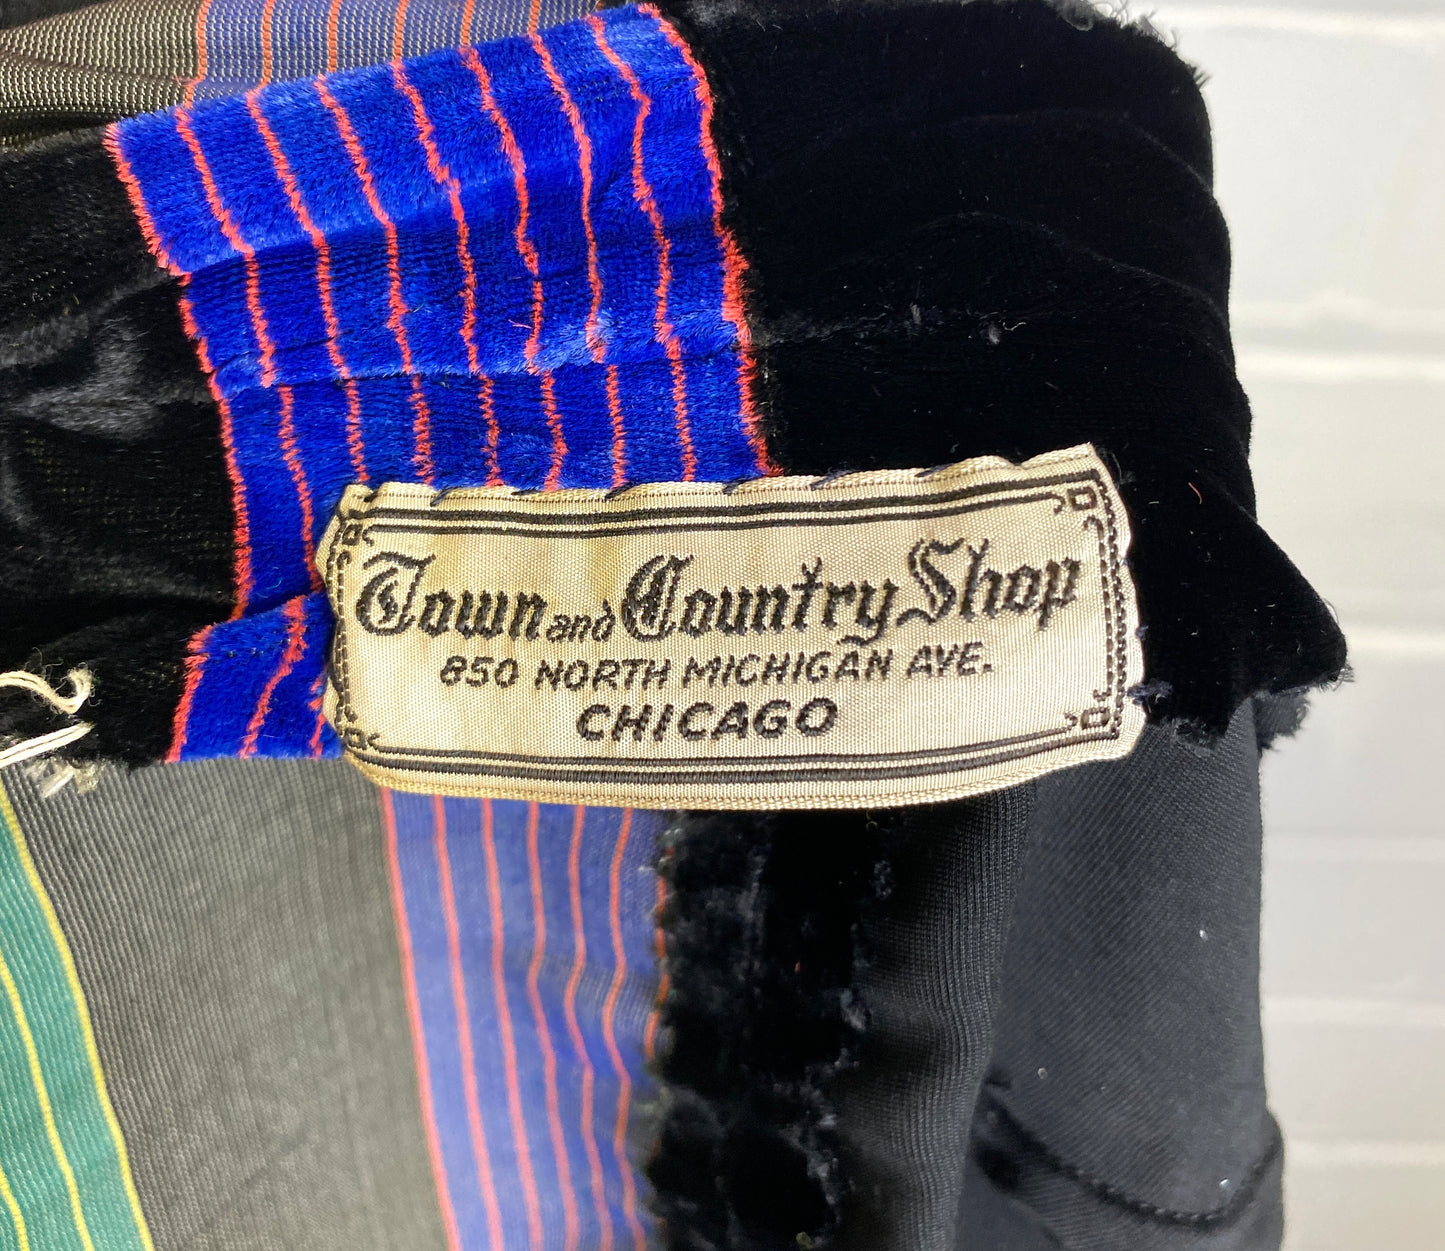 Town and Country Shop
850 NORTH MICHIGAN AVE.
CHICAGO